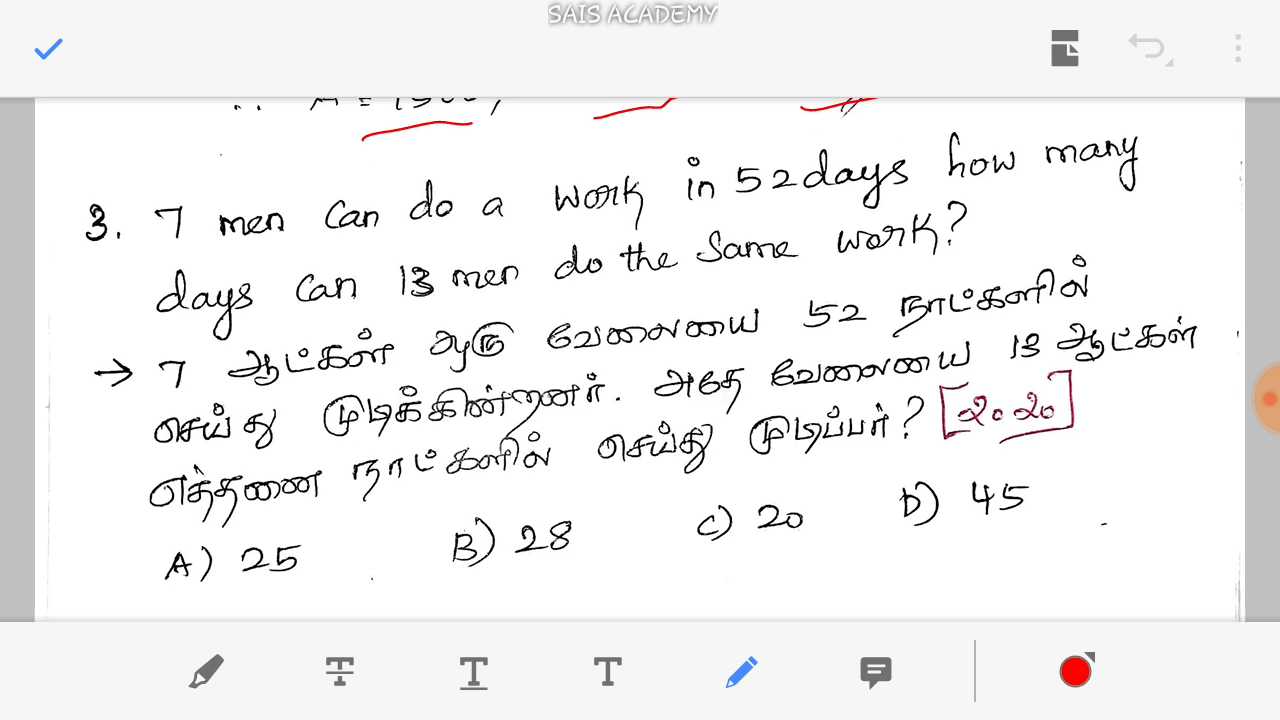 SAIS ACADEMY
3. 7 men can do a work in 52 days how many
days can 13 men do the same work?
→ 7 ஆட்கள் ஒரு வேலையை 52 நாட்களில்
செய்து முடிக்கின்றனர். அதே வேலையை 13 ஆட்கள்
எத்தணை நாட்களில் செய்து முடிப்பர்? [2020]
A) 25 B) 28 C) 20 D) 45
T T T